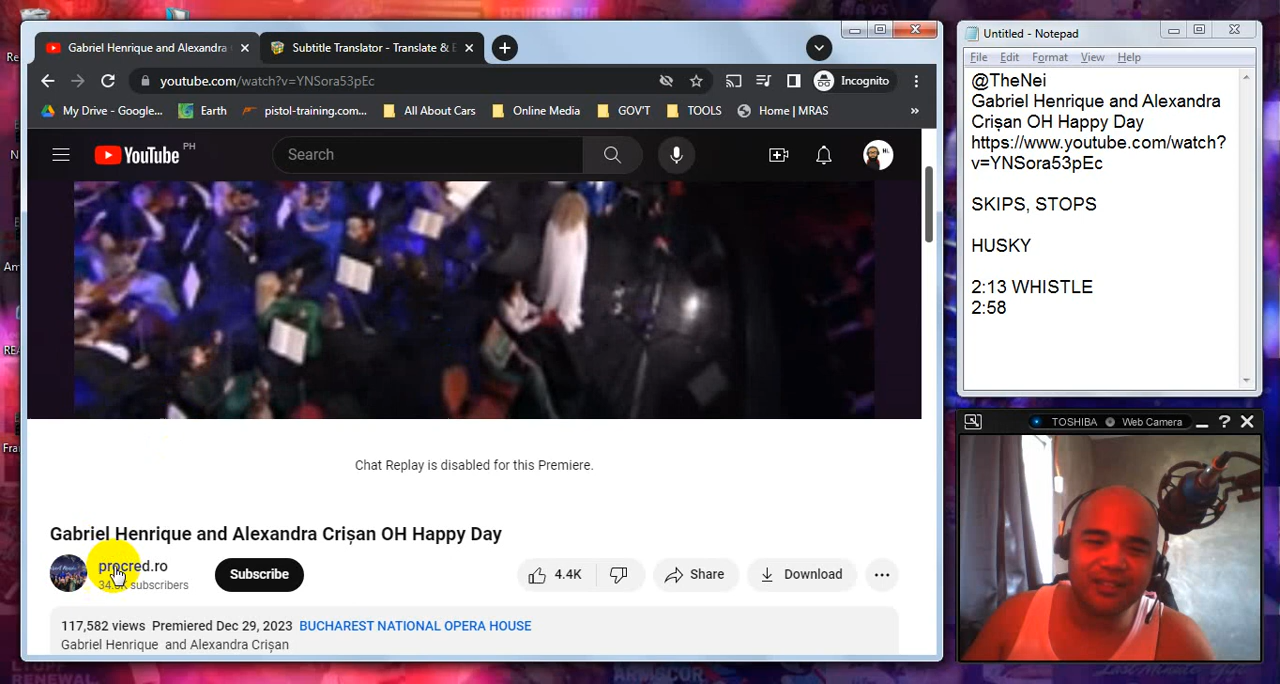 Gabriel Henrique and Alexandra
Subtitle Translator - Translate & E
youtube.com/watch?v=YNSora53pEc
Incognito
My Drive - Google...
Earth
pistol-training.com...
All About Cars
Online Media
GOV'T
TOOLS
Home | MRAS
»
YouTube PH
Search
Chat Replay is disabled for this Premiere.
Gabriel Henrique and Alexandra Crișan OH Happy Day
procred.ro
subscribers
Subscribe
4.4K
Share
Download
117,582 views Premiered Dec 29, 2023 BUCHAREST NATIONAL OPERA HOUSE
Gabriel Henrique and Alexandra Crișan
Untitled - Notepad
File Edit Format View Help
@TheNei
Gabriel Henrique and Alexandra
Crișan OH Happy Day
https://www.youtube.com/watch?
v=YNSora53pEc
SKIPS, STOPS
HUSKY
2:13 WHISTLE
2:58
TOSHIBA Web Camera
RENEWAL
ARMSCOR